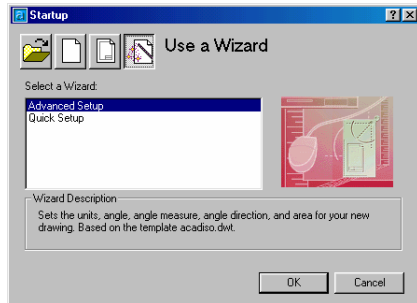 Startup
Use a Wizard
Select a Wizard:
Advanced Setup
Quick Setup
Wizard Description
Sets the units, angle, angle measure, angle direction, and area for your new
drawing. Based on the template acadiso.dwt.
OK
Cancel